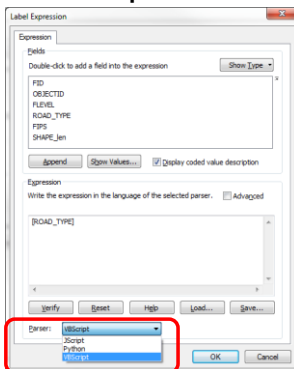 Label Expression
Expression
Fields
Double-click to add a field into the expression
Show Type
FID
OBJECTID
FLEVEL
ROAD_TYPE
FIPS
SHAPE_len
Append
Show Values...
Display coded value description
Expression
Write the expression in the language of the selected parser.
Advanced
[ROAD_TYPE]
Verify
Reset
Help
Load...
Save...
Parser:
VBScript
JScript
Python
VBScript
OK
Cancel